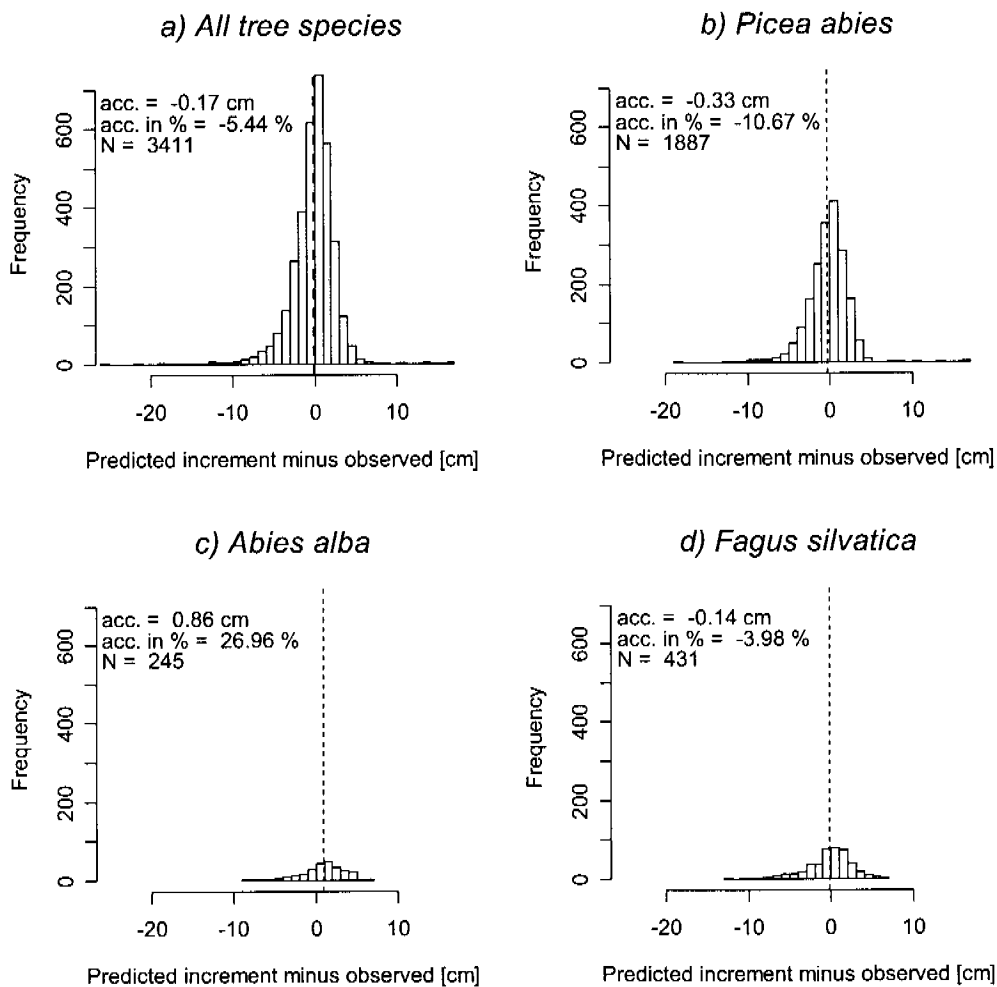 a) All tree species
acc. = -0.17 cm
acc. in % = -5.44 %
N = 3411
Frequency
0 200 400 600
-20 -10 0 10
Predicted increment minus observed [cm]
b) Picea abies
acc. = -0.33 cm
acc. in % = -10.67 %
N = 1887
Frequency
0 200 400 600
-20 -10 0 10
Predicted increment minus observed [cm]
c) Abies alba
acc. = 0.86 cm
acc. in % = 26.96 %
N = 245
Frequency
0 200 400 600
-20 -10 0 10
Predicted increment minus observed [cm]
d) Fagus silvatica
acc. = -0.14 cm
acc. in % = -3.98 %
N = 431
Frequency
0 200 400 600
-20 -10 0 10
Predicted increment minus observed [cm]